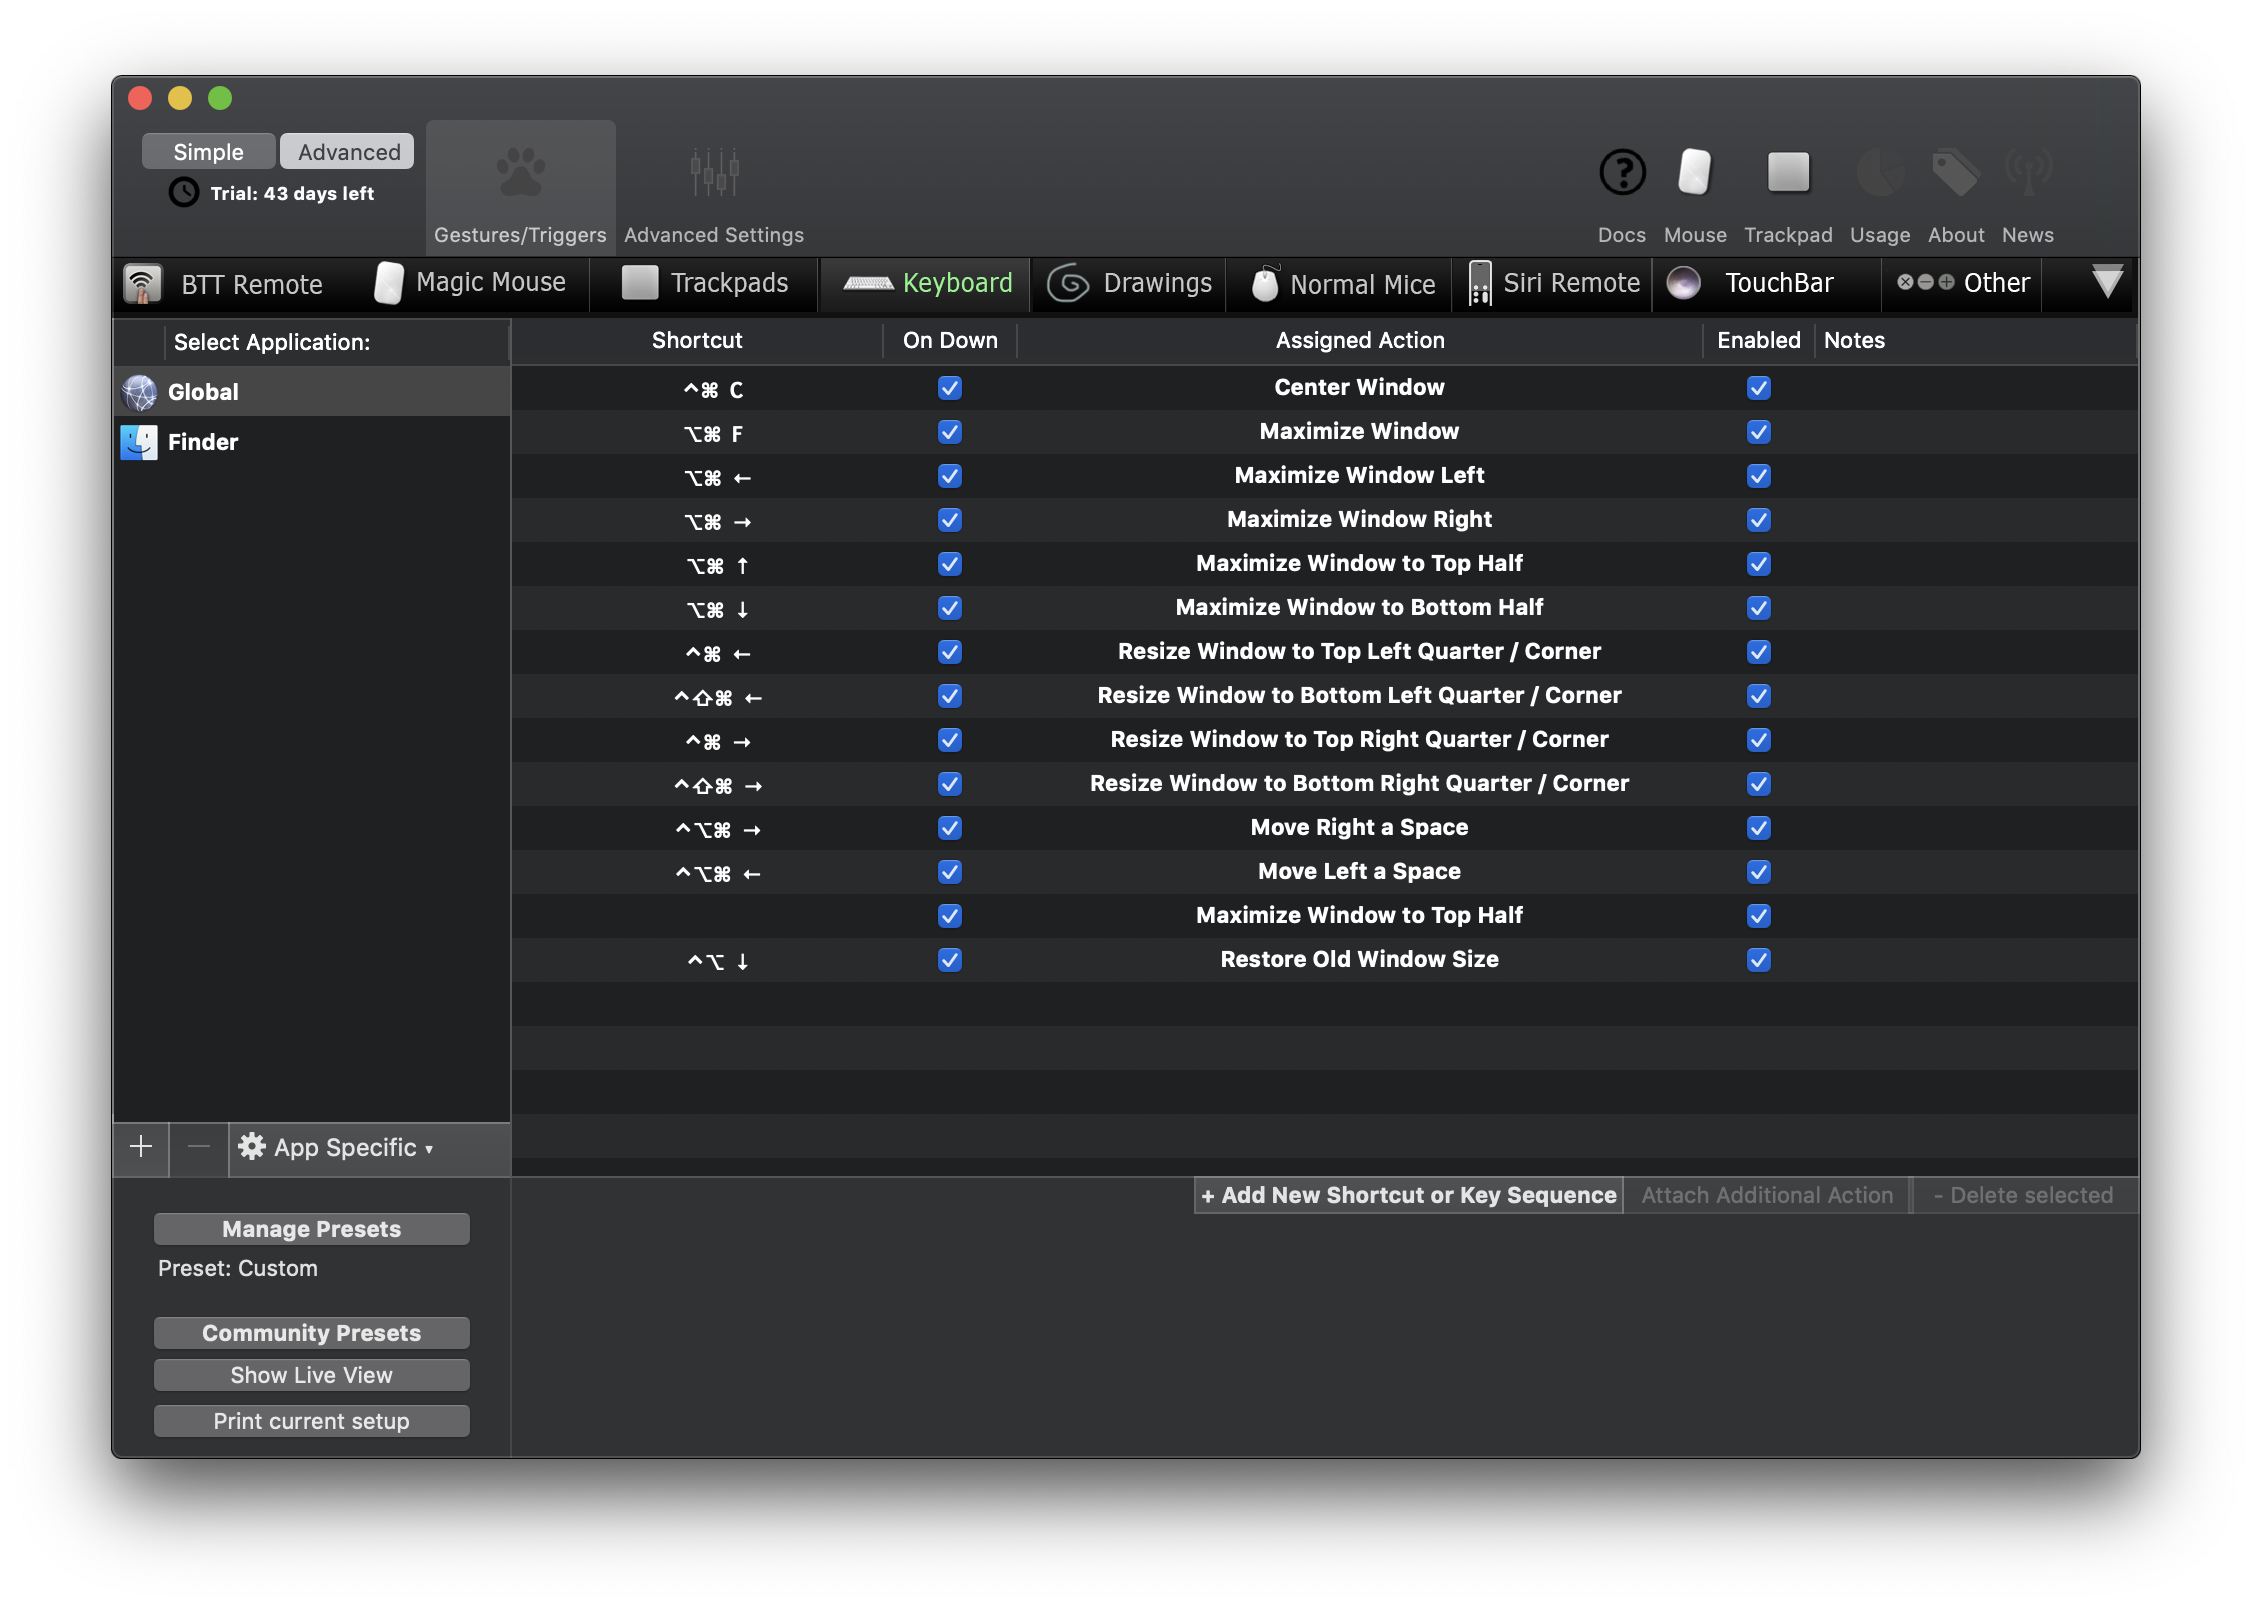 Simple Advanced
Trial: 43 days left
Gestures/Triggers Advanced Settings
Docs Mouse Trackpad Usage About News
BTT Remote Magic Mouse Trackpads Keyboard Drawings Normal Mice Siri Remote TouchBar Other
Select Application:
Global
Finder
Shortcut On Down Assigned Action Enabled Notes
^⌘ C Center Window
⌥⌘ F Maximize Window
⌥⌘ ← Maximize Window Left
⌥⌘ → Maximize Window Right
⌥⌘ ↑ Maximize Window to Top Half
⌥⌘ ↓ Maximize Window to Bottom Half
^⌘ ← Resize Window to Top Left Quarter / Corner
^⇧⌘ ← Resize Window to Bottom Left Quarter / Corner
^⌘ → Resize Window to Top Right Quarter / Corner
^⇧⌘ → Resize Window to Bottom Right Quarter / Corner
^⌥⌘ → Move Right a Space
^⌥⌘ ← Move Left a Space
Maximize Window to Top Half
^⌥ ↓ Restore Old Window Size
App Specific ▾
+ Add New Shortcut or Key Sequence Attach Additional Action - Delete selected
Manage Presets
Preset: Custom
Community Presets
Show Live View
Print current setup